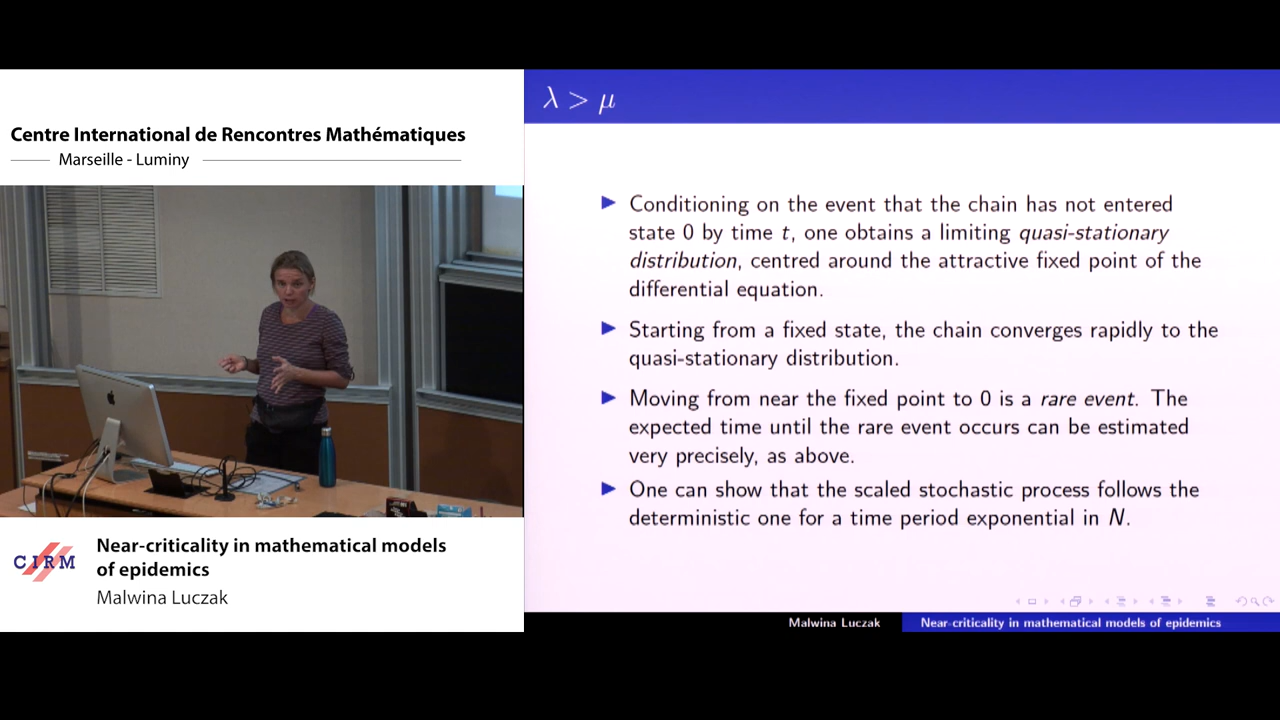 Centre International de Rencontres Mathématiques
Marseille - Luminy
CIRM
Near-criticality in mathematical models
of epidemics
Malwina Luczak
λ > μ
Conditioning on the event that the chain has not entered
state 0 by time t, one obtains a limiting quasi-stationary
distribution, centred around the attractive fixed point of the
differential equation.
Starting from a fixed state, the chain converges rapidly to the
quasi-stationary distribution.
Moving from near the fixed point to 0 is a rare event. The
expected time until the rare event occurs can be estimated
very precisely, as above.
One can show that the scaled stochastic process follows the
deterministic one for a time period exponential in N.
Malwina Luczak
Near-criticality in mathematical models of epidemics